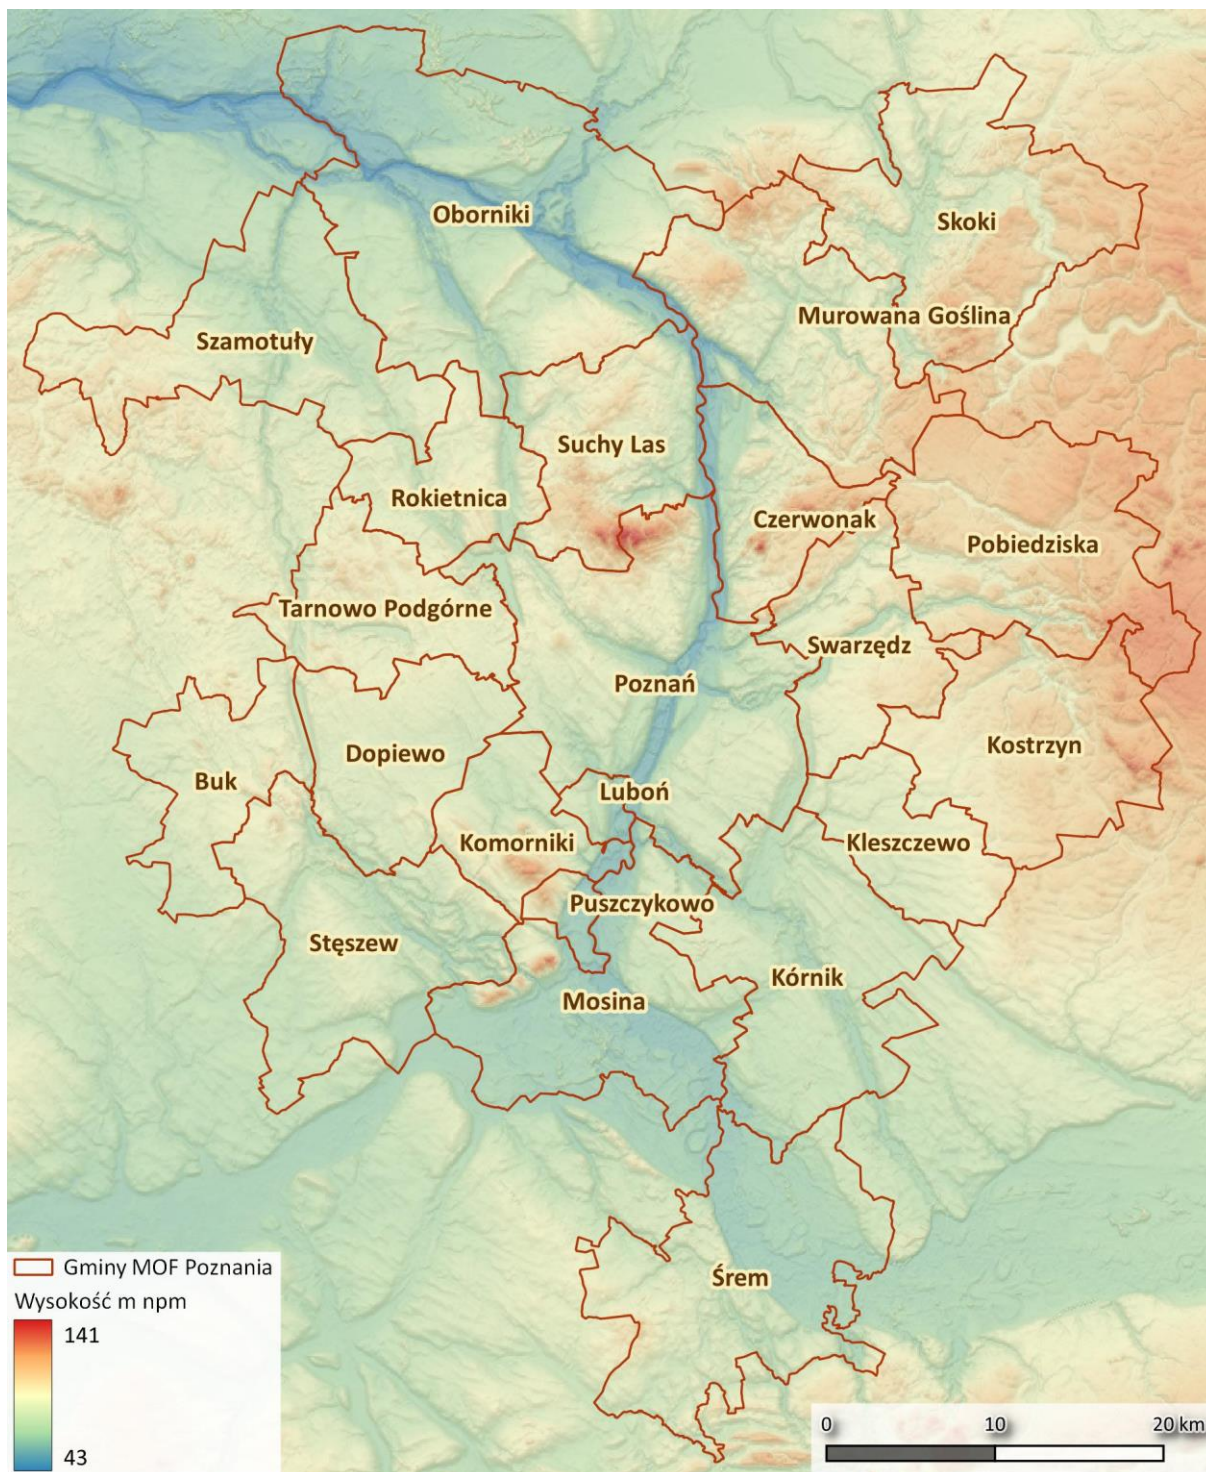 Oborniki
Skoki
Murowana Goślina
Szamotuły
Suchy Las
Rokietnica
Czerwonak
Pobiedziska
Tarnowo Podgórne
Swarzędz
Poznań
Kostrzyn
Dopiewo
Buk
Luboń
Komorniki
Kleszczewo
Puszczykowo
Stęszew
Kórnik
Mosina
Śrem
Gminy MOF Poznania
Wysokość m npm
141
43
0 10 20 km